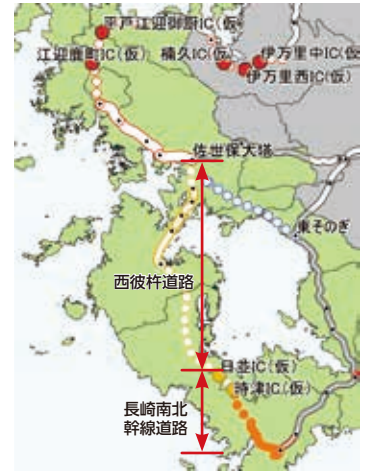 平戸江迎御厨IC(仮)
江迎鹿町IC(仮)
楠久IC(仮)
伊万里中IC(仮)
伊万里西IC(仮)
佐世保大塔
東そのぎ
西彼杵道路
日並IC(仮)
時津IC(仮)
長崎南北
幹線道路